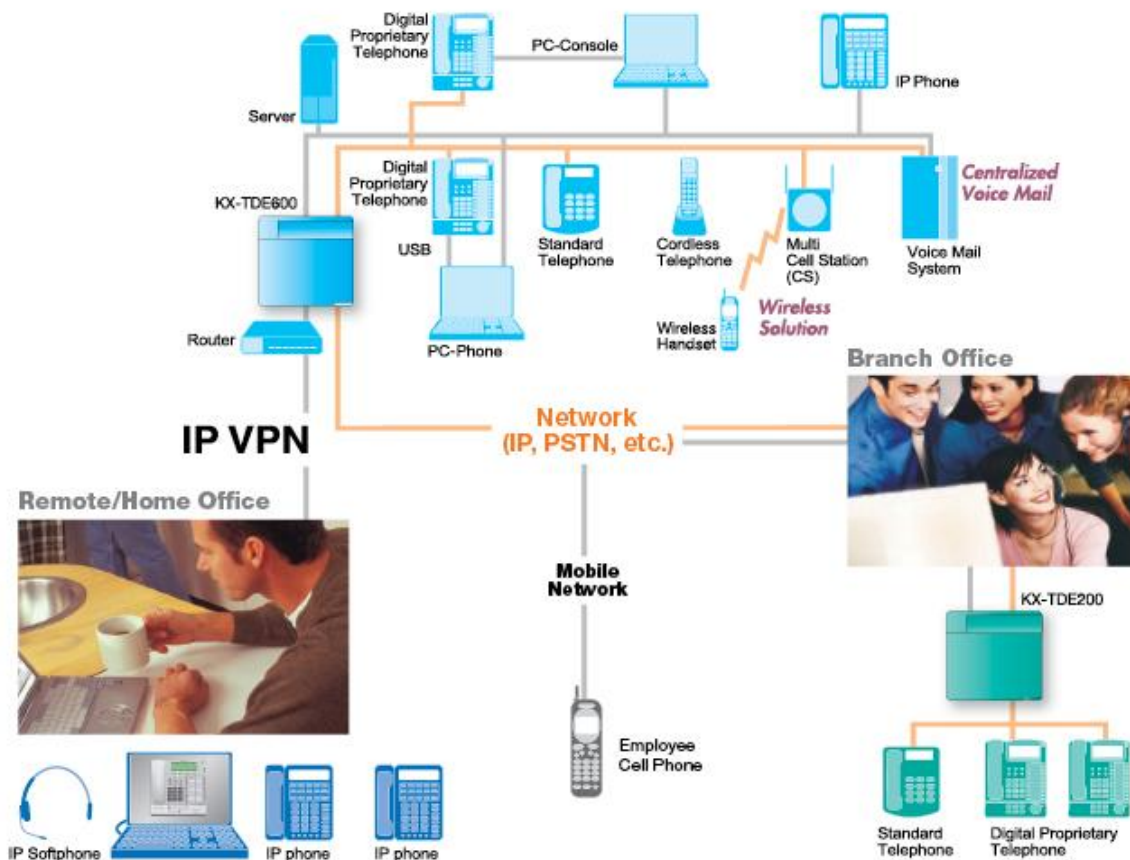 Digital
Proprietary
Telephone
PC-Console
IP Phone
Server
Digital
Proprietary
Telephone
Centralized
Voice Mail
KX-TDE600
USB
Standard
Telephone
Cordless
Telephone
Multi
Cell Station
(CS)
Voice Mail
System
Wireless
Solution
Wireless
Handset
Router
PC-Phone
Branch Office
IP VPN
Network
(IP, PSTN, etc.)
Remote/Home Office
Mobile
Network
KX-TDE200
Employee
Cell Phone
Standard
Telephone
Digital Proprietary
Telephone
IP Softphone
IP phone
IP phone